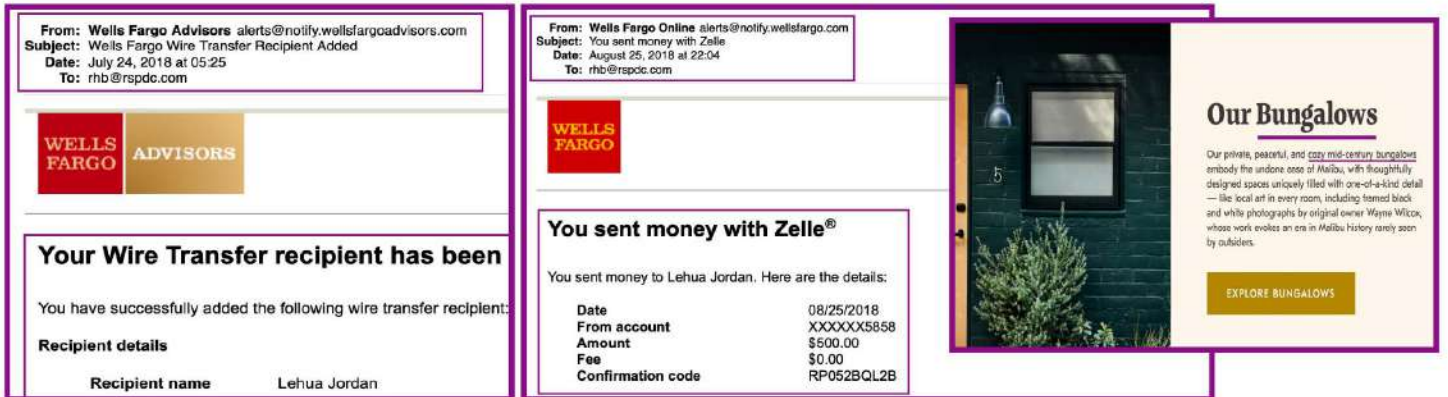 From: Wells Fargo Advisors alerts@notify.wellsfargoadvisors.com
Subject: Wells Fargo Wire Transfer Recipient Added
Date: July 24, 2018 at 05:25
To: rhb@rspdc.com
WELLS
FARGO
ADVISORS
Your Wire Transfer recipient has been
You have successfully added the following wire transfer recipient:
Recipient details
Recipient name Lehua Jordan
From: Wells Fargo Online alerts@notify.wellsfargo.com
Subject: You sent money with Zelle
Date: August 25, 2018 at 22:04
To: rhb@rspdc.com
WELLS
FARGO
You sent money with Zelle®
You sent money to Lehua Jordan. Here are the details:
Date 08/25/2018
From account XXXXXX5858
Amount $500.00
Fee $0.00
Confirmation code RP052BQL2B
5
Our Bungalows
Our private, peaceful, and cozy mid-century bungalows
embody the undone ease of Malibu, with thoughtfully
designed spaces uniquely filled with one-of-a-kind detail
— like local art in every room, including framed black
and white photographs by original owner Wayne Wilcox,
whose work evokes an era in Malibu history rarely seen
by outsiders.
EXPLORE BUNGALOWS